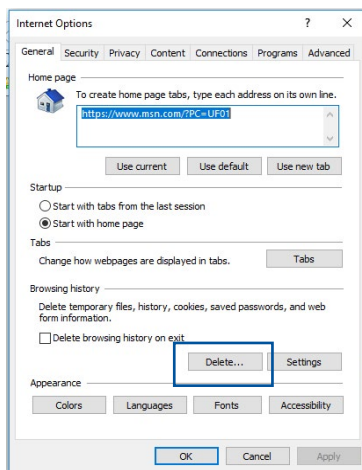 Internet Options ? X
General Security Privacy Content Connections Programs Advanced
Home page
To create home page tabs, type each address on its own line.
https://www.msn.com/?PC=UF01
Use current Use default Use new tab
Startup
Start with tabs from the last session
Start with home page
Tabs
Change how webpages are displayed in tabs. Tabs
Browsing history
Delete temporary files, history, cookies, saved passwords, and web
form information.
Delete browsing history on exit
Delete... Settings
Appearance
Colors Languages Fonts Accessibility
OK Cancel Apply